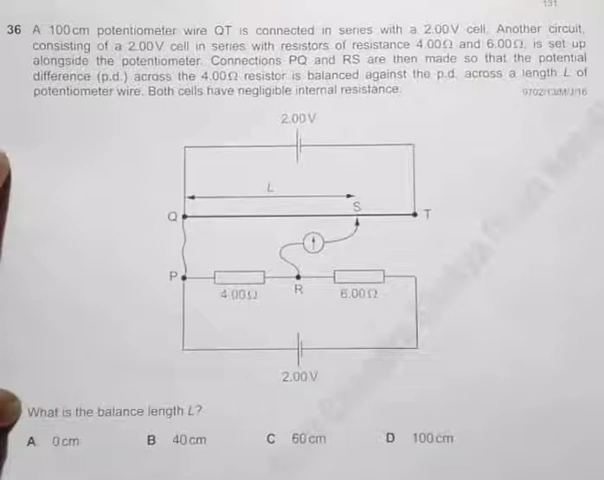 131
36 A 100 cm potentiometer wire QT is connected in series with a 2.00 V cell. Another circuit,
consisting of a 2.00 V cell in series with resistors of resistance 4.00 Ω and 6.00 Ω, is set up
alongside the potentiometer. Connections PQ and RS are then made so that the potential
difference (p.d.) across the 4.00 Ω resistor is balanced against the p.d. across a length L of
potentiometer wire. Both cells have negligible internal resistance.
2.00 V
L
Q
S
T
P
4.00 Ω
R
6.00 Ω
2.00 V
What is the balance length L?
A 0 cm B 40 cm C 60 cm D 100 cm